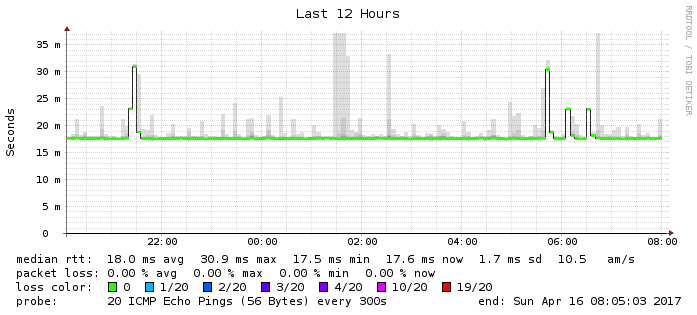 Last 12 Hours
RRDTOOL / TOBI OETIKER
Seconds
35 m
30 m
25 m
20 m
15 m
10 m
5 m
0
22:00 00:00 02:00 04:00 06:00 08:00
median rtt: 18.0 ms avg 30.9 ms max 17.5 ms min 17.6 ms now 1.7 ms sd 10.5 am/s
packet loss: 0.00 % avg 0.00 % max 0.00 % min 0.00 % now
loss color: 0 1/20 2/20 3/20 4/20 10/20 19/20
probe: 20 ICMP Echo Pings (56 Bytes) every 300s end: Sun Apr 16 08:05:03 2017